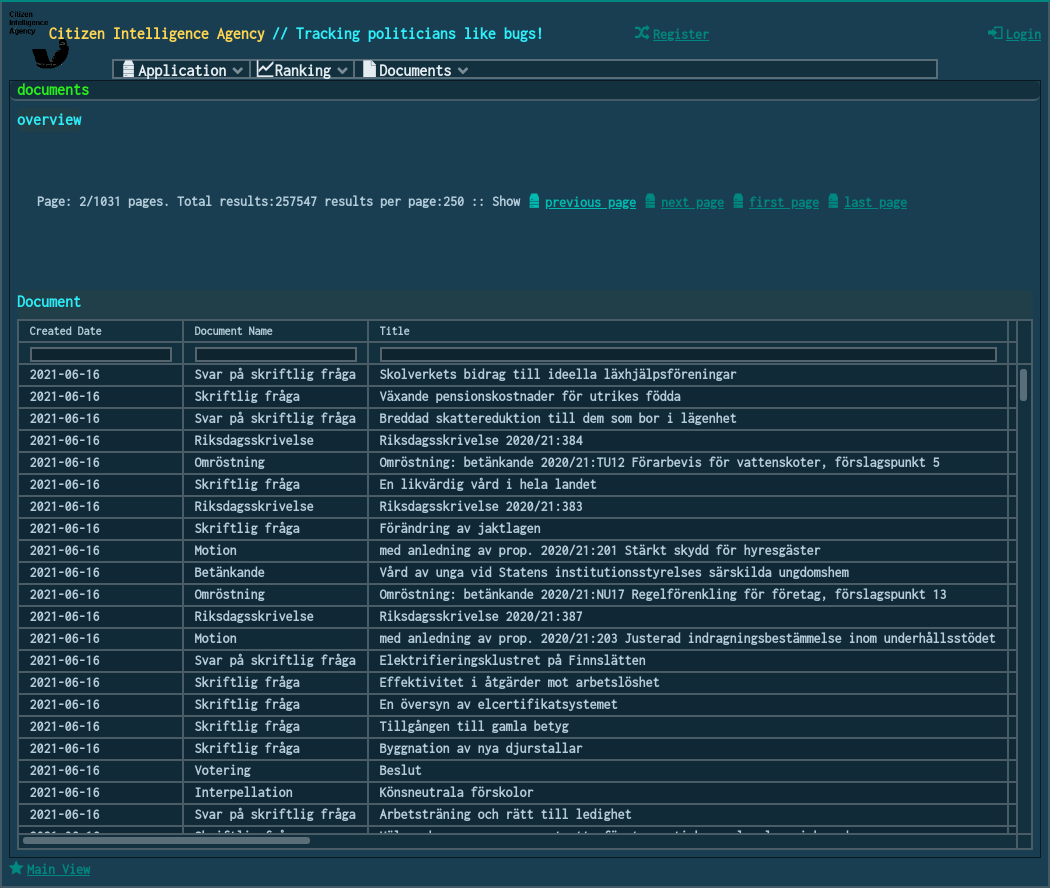 Citizen
Intelligence
Agency
Citizen Intelligence Agency // Tracking politicians like bugs!
Register
Login
Application
Ranking
Documents
documents
overview
Page: 2/1031 pages. Total results:257547 results per page:250 :: Show previous page next page first page last page
Document
Created Date Document Name Title
2021-06-16 Svar på skriftlig fråga Skolverkets bidrag till ideella läxhjälpsföreningar
2021-06-16 Skriftlig fråga Växande pensionskostnader för utrikes födda
2021-06-16 Svar på skriftlig fråga Breddad skattereduktion till dem som bor i lägenhet
2021-06-16 Riksdagsskrivelse Riksdagsskrivelse 2020/21:384
2021-06-16 Omröstning Omröstning: betänkande 2020/21:TU12 Förarbevis för vattenskoter, förslagspunkt 5
2021-06-16 Skriftlig fråga En likvärdig vård i hela landet
2021-06-16 Riksdagsskrivelse Riksdagsskrivelse 2020/21:383
2021-06-16 Skriftlig fråga Förändring av jaktlagen
2021-06-16 Motion med anledning av prop. 2020/21:201 Stärkt skydd för hyresgäster
2021-06-16 Betänkande Vård av unga vid Statens institutionsstyrelses särskilda ungdomshem
2021-06-16 Omröstning Omröstning: betänkande 2020/21:NU17 Regelförenkling för företag, förslagspunkt 13
2021-06-16 Riksdagsskrivelse Riksdagsskrivelse 2020/21:387
2021-06-16 Motion med anledning av prop. 2020/21:203 Justerad indragningsbestämmelse inom underhållsstödet
2021-06-16 Svar på skriftlig fråga Elektrifieringsklustret på Finnslätten
2021-06-16 Skriftlig fråga Effektivitet i åtgärder mot arbetslöshet
2021-06-16 Skriftlig fråga En översyn av elcertifikatsystemet
2021-06-16 Skriftlig fråga Tillgången till gamla betyg
2021-06-16 Skriftlig fråga Byggnation av nya djurstallar
2021-06-16 Votering Beslut
2021-06-16 Interpellation Könsneutrala förskolor
2021-06-16 Svar på skriftlig fråga Arbetsträning och rätt till ledighet
Main View